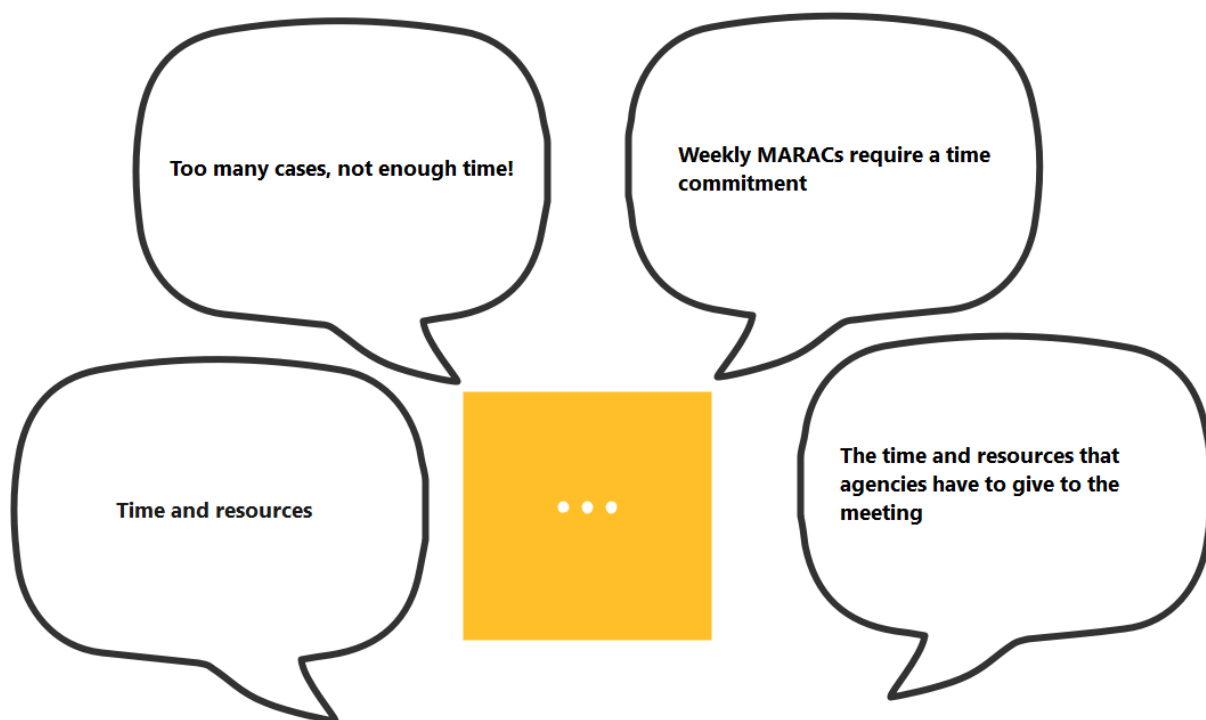 Too many cases, not enough time!
Weekly MARACs require a time
commitment
Time and resources
The time and resources that
agencies have to give to the
meeting